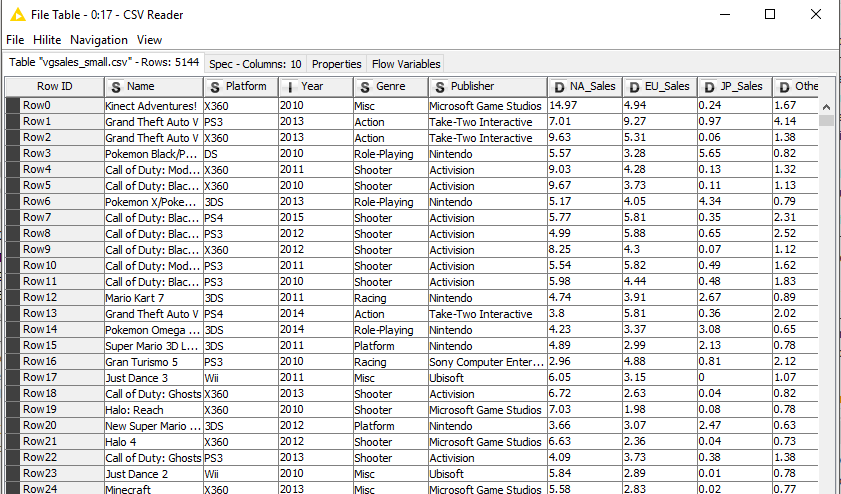 File Table - 0:17 - CSV Reader
File Hilite Navigation View
Table "vgsales_small.csv" - Rows: 5144 Spec - Columns: 10 Properties Flow Variables
Row ID S Name S Platform I Year S Genre S Publisher D NA_Sales D EU_Sales D JP_Sales D Othe
Row0 Kinect Adventures! X360 2010 Misc Microsoft Game Studios 14.97 4.94 0.24 1.67
Row1 Grand Theft Auto V PS3 2013 Action Take-Two Interactive 7.01 9.27 0.97 4.14
Row2 Grand Theft Auto V X360 2013 Action Take-Two Interactive 9.63 5.31 0.06 1.38
Row3 Pokemon Black/P... DS 2010 Role-Playing Nintendo 5.57 3.28 5.65 0.82
Row4 Call of Duty: Mod... X360 2011 Shooter Activision 9.03 4.28 0.13 1.32
Row5 Call of Duty: Blac... X360 2010 Shooter Activision 9.67 3.73 0.11 1.13
Row6 Pokemon X/Poke... 3DS 2013 Role-Playing Nintendo 5.17 4.05 4.34 0.79
Row7 Call of Duty: Blac... PS4 2015 Shooter Activision 5.77 5.81 0.35 2.31
Row8 Call of Duty: Blac... PS3 2012 Shooter Activision 4.99 5.88 0.65 2.52
Row9 Call of Duty: Blac... X360 2012 Shooter Activision 8.25 4.3 0.07 1.12
Row10 Call of Duty: Mod... PS3 2011 Shooter Activision 5.54 5.82 0.49 1.62
Row11 Call of Duty: Blac... PS3 2010 Shooter Activision 5.98 4.44 0.48 1.83
Row12 Mario Kart 7 3DS 2011 Racing Nintendo 4.74 3.91 2.67 0.89
Row13 Grand Theft Auto V PS4 2014 Action Take-Two Interactive 3.8 5.81 0.36 2.02
Row14 Pokemon Omega ... 3DS 2014 Role-Playing Nintendo 4.23 3.37 3.08 0.65
Row15 Super Mario 3D L... 3DS 2011 Platform Nintendo 4.89 2.99 2.13 0.78
Row16 Gran Turismo 5 PS3 2010 Racing Sony Computer Enter... 2.96 4.88 0.81 2.12
Row17 Just Dance 3 Wii 2011 Misc Ubisoft 6.05 3.15 0 1.07
Row18 Call of Duty: Ghosts X360 2013 Shooter Activision 6.72 2.63 0.04 0.82
Row19 Halo: Reach X360 2010 Shooter Microsoft Game Studios 7.03 1.98 0.08 0.78
Row20 New Super Mario ... 3DS 2012 Platform Nintendo 3.66 3.07 2.47 0.63
Row21 Halo 4 X360 2012 Shooter Microsoft Game Studios 6.63 2.36 0.04 0.73
Row22 Call of Duty: Ghosts PS3 2013 Shooter Activision 4.09 3.73 0.38 1.38
Row23 Just Dance 2 Wii 2010 Misc Ubisoft 5.84 2.89 0.01 0.78
Row24 Minecraft X360 2013 Misc Microsoft Game Studios 5.58 2.83 0.02 0.77